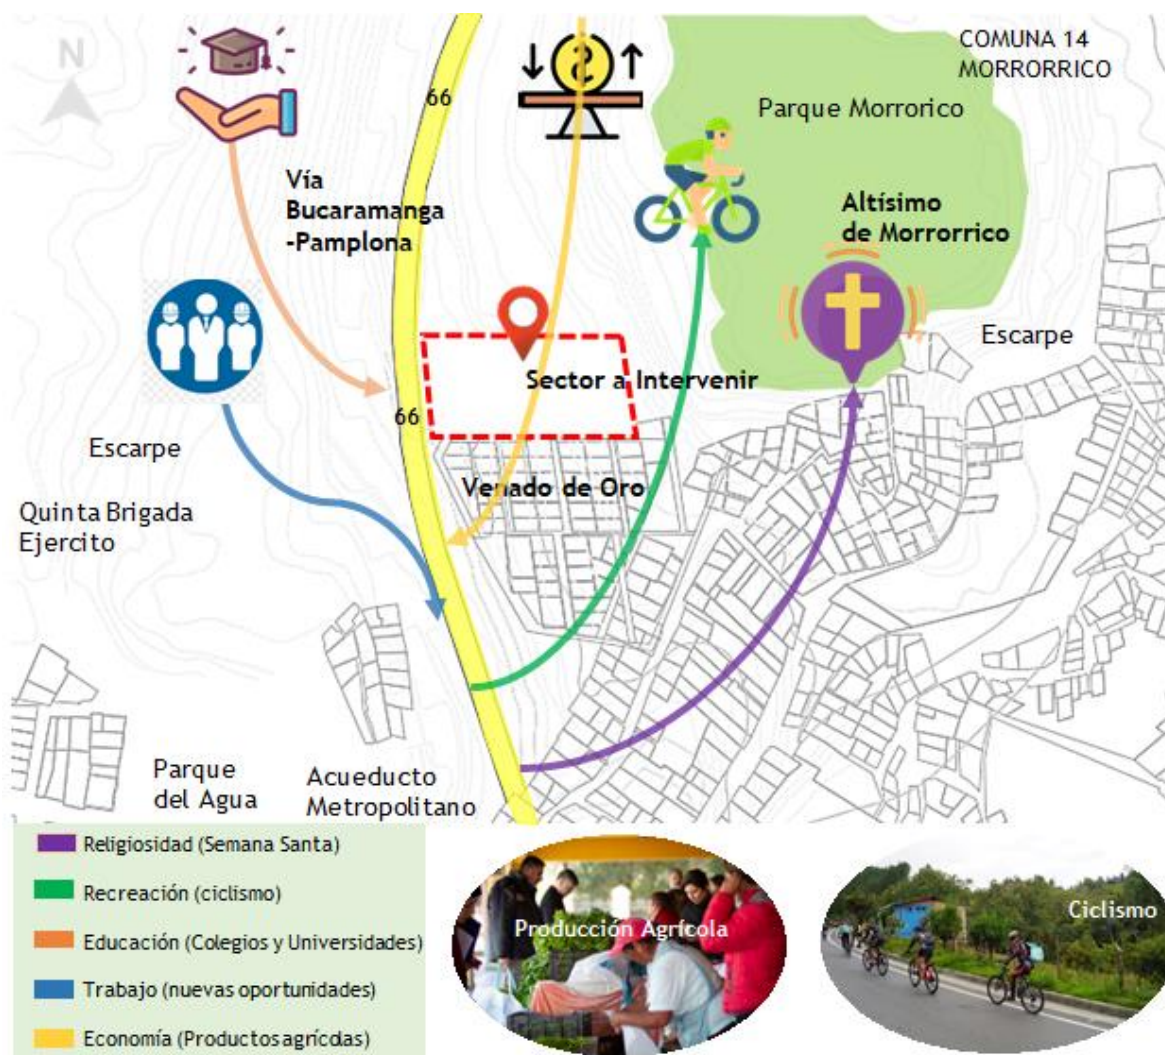 N
COMUNA 14
MORRORRICO
66
Parque Morrorico
Vía
Bucaramanga
-Pamplona
Altísimo
de Morrorrico
Escarpe
Sector a Intervenir
66
Escarpe
Venado de Oro
Quinta Brigada
Ejercito
Parque
del Agua
Acueducto
Metropolitano
Religiosidad (Semana Santa)
Recreación (ciclismo)
Educación (Colegios y Universidades)
Trabajo (nuevas oportunidades)
Economía (Productos agrícolas)
Producción Agrícola
Ciclismo